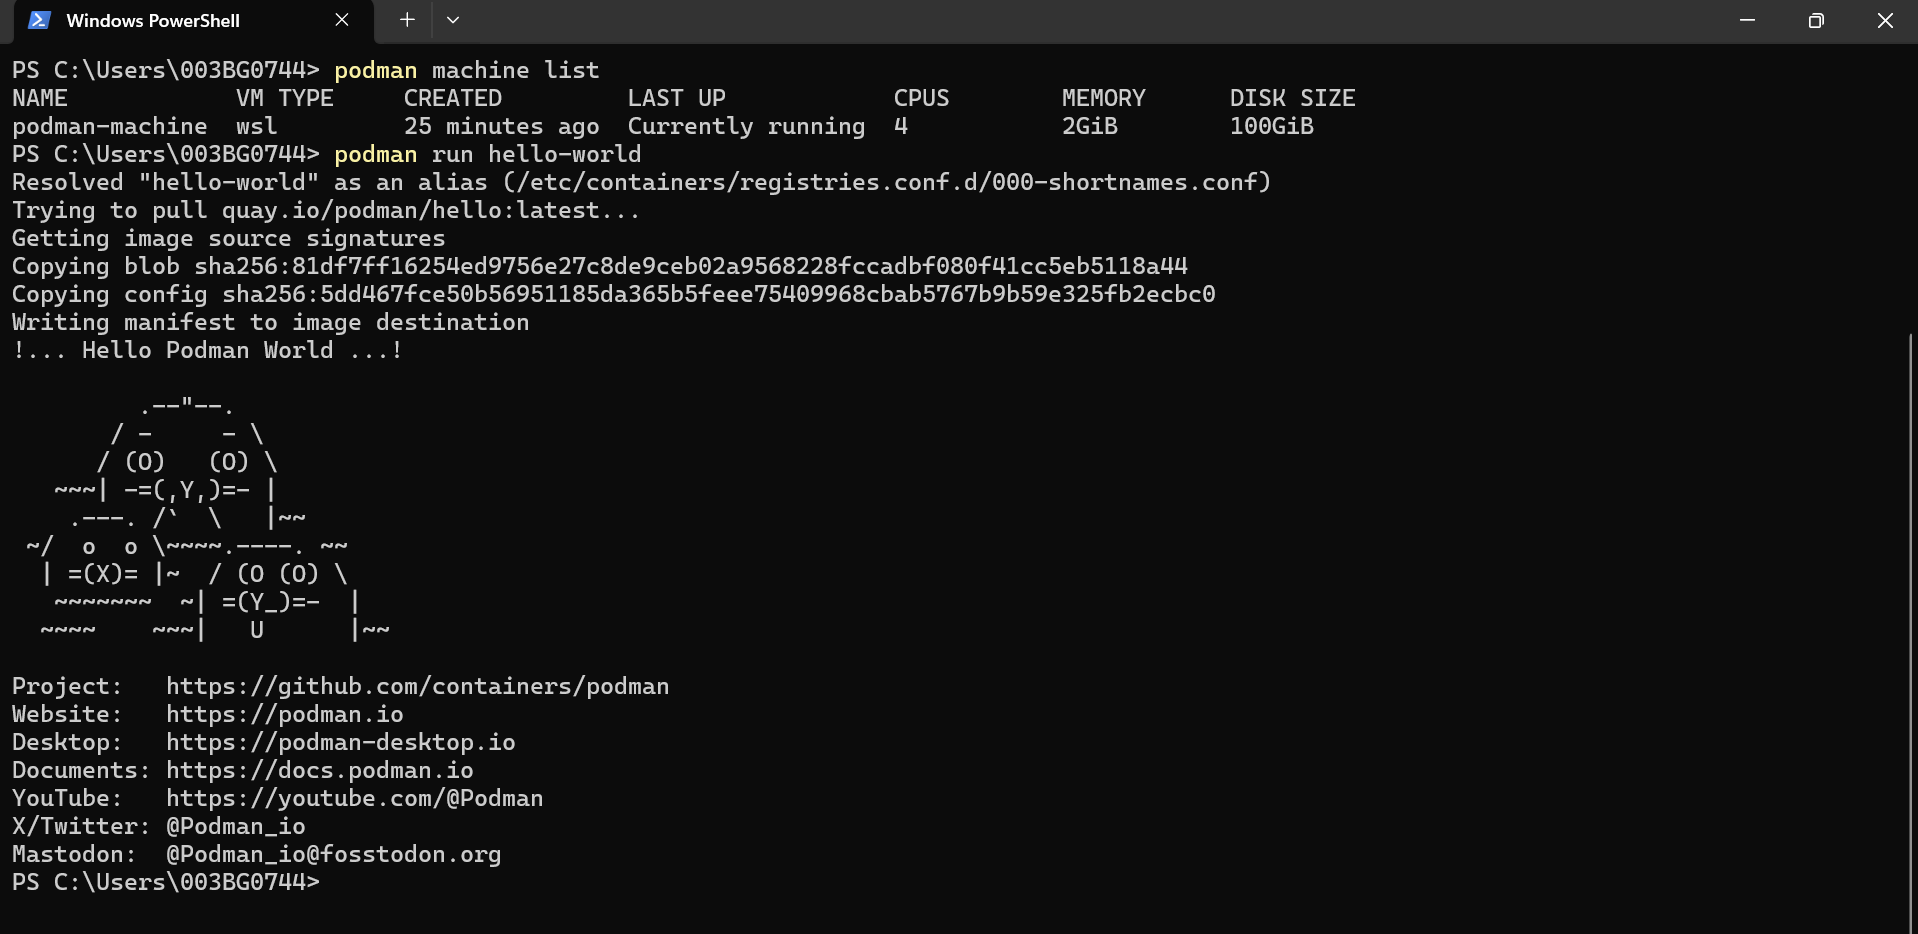 Windows PowerShell
PS C:\Users\003BG0744> podman machine list
NAME            VM TYPE     CREATED         LAST UP            CPUS        MEMORY      DISK SIZE
podman-machine  wsl         25 minutes ago  Currently running  4           2GiB        100GiB
PS C:\Users\003BG0744> podman run hello-world
Resolved "hello-world" as an alias (/etc/containers/registries.conf.d/000-shortnames.conf)
Trying to pull quay.io/podman/hello:latest...
Getting image source signatures
Copying blob sha256:81df7ff16254ed9756e27c8de9ceb02a9568228fccadbf080f41cc5eb5118a44
Copying config sha256:5dd467fce50b56951185da365b5feee75409968cbab5767b9b59e325fb2ecbc0
Writing manifest to image destination
!... Hello Podman World ...!

         .--"--.
       / -     - \
      / (O)   (O) \
   ~~~| -=(,Y,)=- |
    .---. /`  \   |~~
 ~/  o  o \~~~~.----. ~~
  | =(X)= |~  / (O (O) \
   ~~~~~~~  ~| =(Y_)=-  |
  ~~~~    ~~~|   U      |~~

Project:   https://github.com/containers/podman
Website:   https://podman.io
Desktop:   https://podman-desktop.io
Documents: https://docs.podman.io
YouTube:   https://youtube.com/@Podman
X/Twitter: @Podman_io
Mastodon:  @Podman_io@fosstodon.org
PS C:\Users\003BG0744>